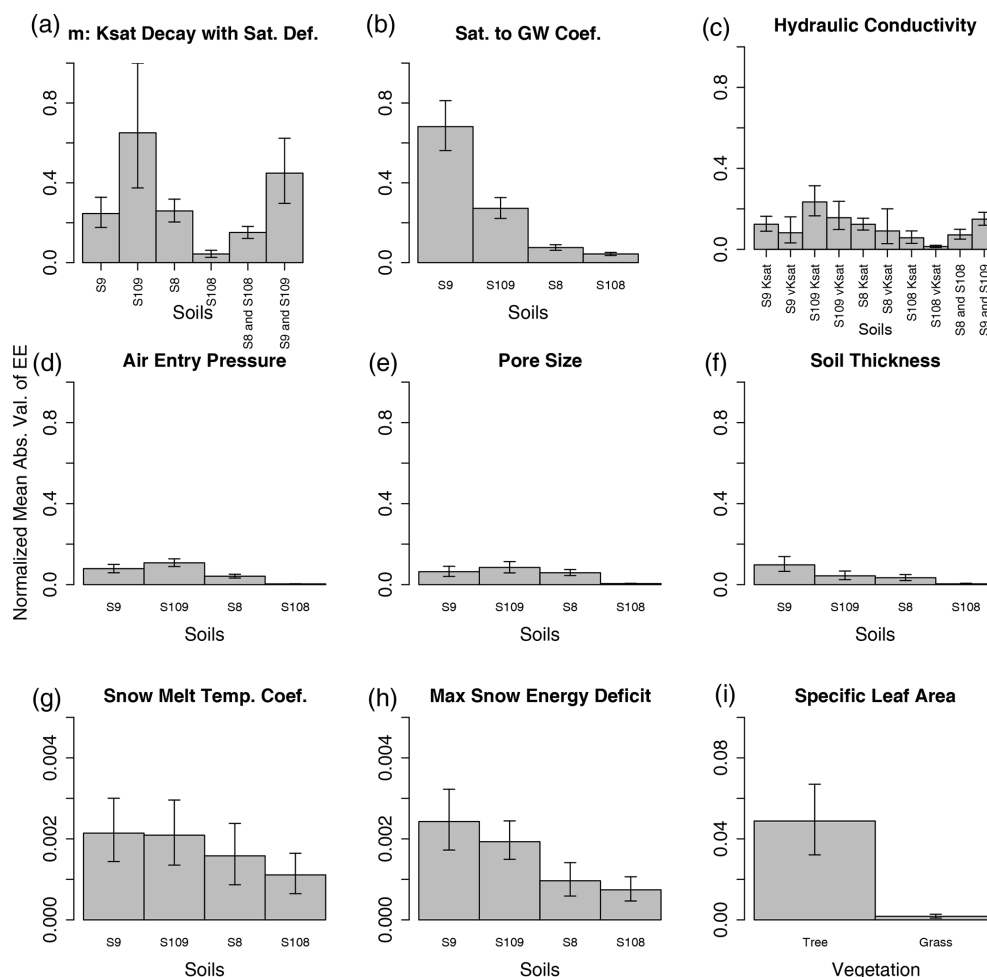 (a)
m: Ksat Decay with Sat. Def.
0.0 0.4 0.8
S9 S109 S8 S108 S8 and S108 S9 and S109
Soils
(b)
Sat. to GW Coef.
0.0 0.4 0.8
S9 S109 S8 S108
Soils
(c)
Hydraulic Conductivity
0.0 0.4 0.8
S9 Ksat S9 vKsat S109 Ksat S109 vKsat S8 Ksat S8 vKsat S108 Ksat S108 vKsat S8 and S108 S9 and S109
Soils
Normalized Mean Abs. Val. of EE
(d)
Air Entry Pressure
0.0 0.4 0.8
S9 S109 S8 S108
Soils
(e)
Pore Size
0.0 0.4 0.8
S9 S109 S8 S108
Soils
(f)
Soil Thickness
0.0 0.4 0.8
S9 S109 S8 S108
Soils
(g)
Snow Melt Temp. Coef.
0.000 0.002 0.004
S9 S109 S8 S108
Soils
(h)
Max Snow Energy Deficit
0.000 0.002 0.004
S9 S109 S8 S108
Soils
(i)
Specific Leaf Area
0.00 0.04 0.08
Tree Grass
Vegetation